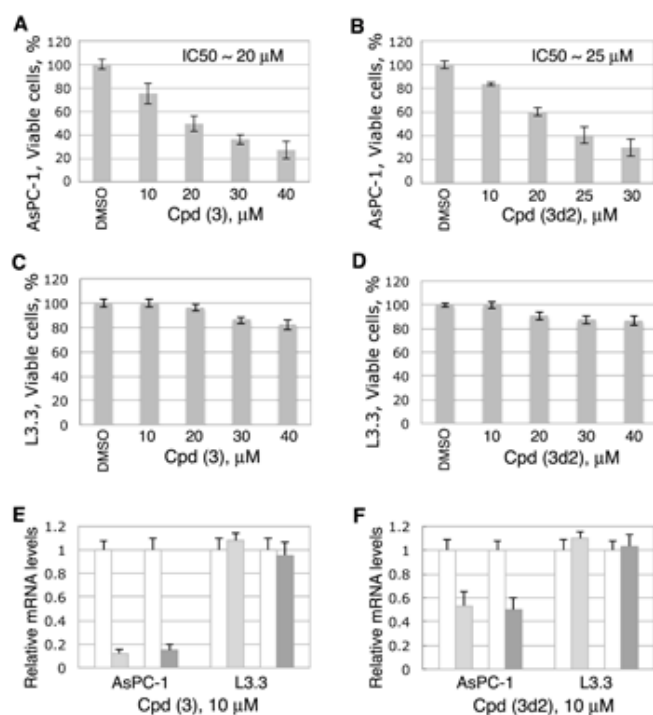 A
AsPC-1, Viable cells, %
120
100
80
60
40
20
0
IC50 ~ 20 µM
DMSO 10 20 30 40
Cpd (3), µM
B
AsPC-1, Viable cells, %
120
100
80
60
40
20
0
IC50 ~ 25 µM
DMSO 10 20 25 30
Cpd (3d2), µM
C
L3.3, Viable cells, %
120
100
80
60
40
20
0
DMSO 10 20 30 40
Cpd (3), µM
D
L3.3, Viable cells, %
120
100
80
60
40
20
0
DMSO 10 20 30 40
Cpd (3d2), µM
E
Relative mRNA levels
1.2
1
0.8
0.6
0.4
0.2
0
AsPC-1 L3.3
Cpd (3), 10 µM
F
Relative mRNA levels
1.2
1
0.8
0.6
0.4
0.2
0
AsPC-1 L3.3
Cpd (3d2), 10 µM